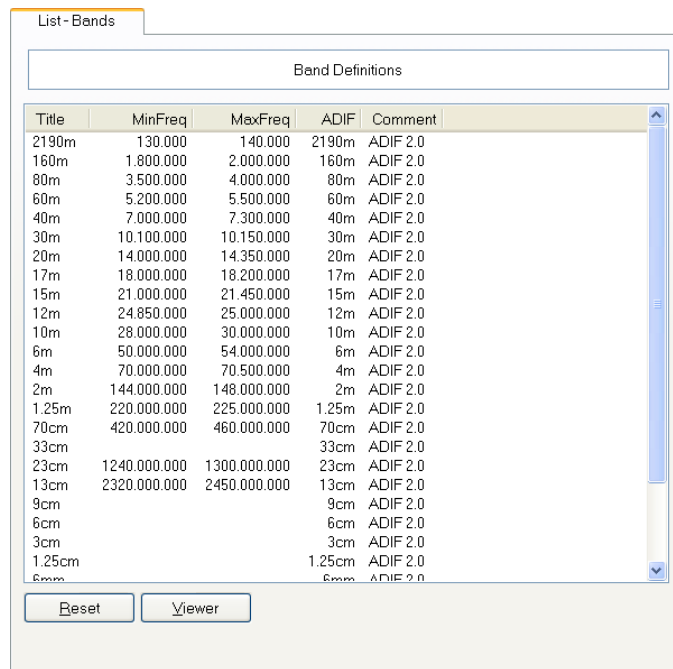 List-Bands
Band Definitions
Title MinFreq MaxFreq ADIF Comment
2190m 130.000 140.000 2190m ADIF 2.0
160m 1.800.000 2.000.000 160m ADIF 2.0
80m 3.500.000 4.000.000 80m ADIF 2.0
60m 5.200.000 5.500.000 60m ADIF 2.0
40m 7.000.000 7.300.000 40m ADIF 2.0
30m 10.100.000 10.150.000 30m ADIF 2.0
20m 14.000.000 14.350.000 20m ADIF 2.0
17m 18.000.000 18.200.000 17m ADIF 2.0
15m 21.000.000 21.450.000 15m ADIF 2.0
12m 24.850.000 25.000.000 12m ADIF 2.0
10m 28.000.000 30.000.000 10m ADIF 2.0
6m 50.000.000 54.000.000 6m ADIF 2.0
4m 70.000.000 70.500.000 4m ADIF 2.0
2m 144.000.000 148.000.000 2m ADIF 2.0
1.25m 220.000.000 225.000.000 1.25m ADIF 2.0
70cm 420.000.000 460.000.000 70cm ADIF 2.0
33cm 33cm ADIF 2.0
23cm 1240.000.000 1300.000.000 23cm ADIF 2.0
13cm 2320.000.000 2450.000.000 13cm ADIF 2.0
9cm 9cm ADIF 2.0
6cm 6cm ADIF 2.0
3cm 3cm ADIF 2.0
1.25cm 1.25cm ADIF 2.0
6mm 6mm ADIF 2.0
Reset Viewer